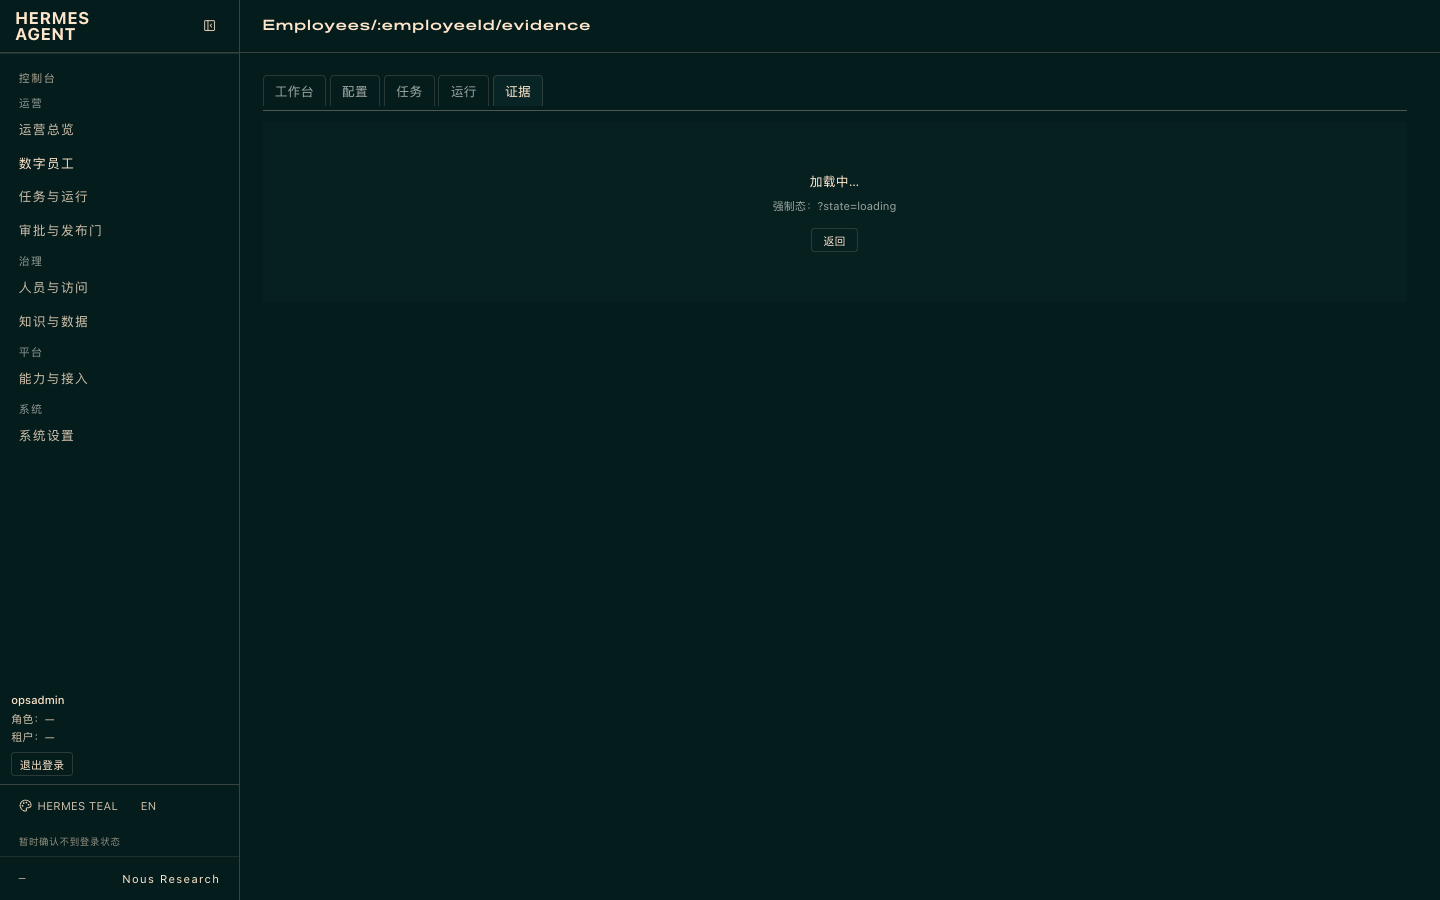 HERMES
AGENT
Employees/:employeeId/evidence
控制台
运营
运营总览
数字员工
任务与运行
审批与发布门
治理
人员与访问
知识与数据
平台
能力与接入
系统
系统设置
工作台
配置
任务
运行
证据
加载中...
强制态：?state=loading
返回
opsadmin
角色：—
租户：—
退出登录
HERMES TEAL EN
暂时确认不到登录状态
— Nous Research